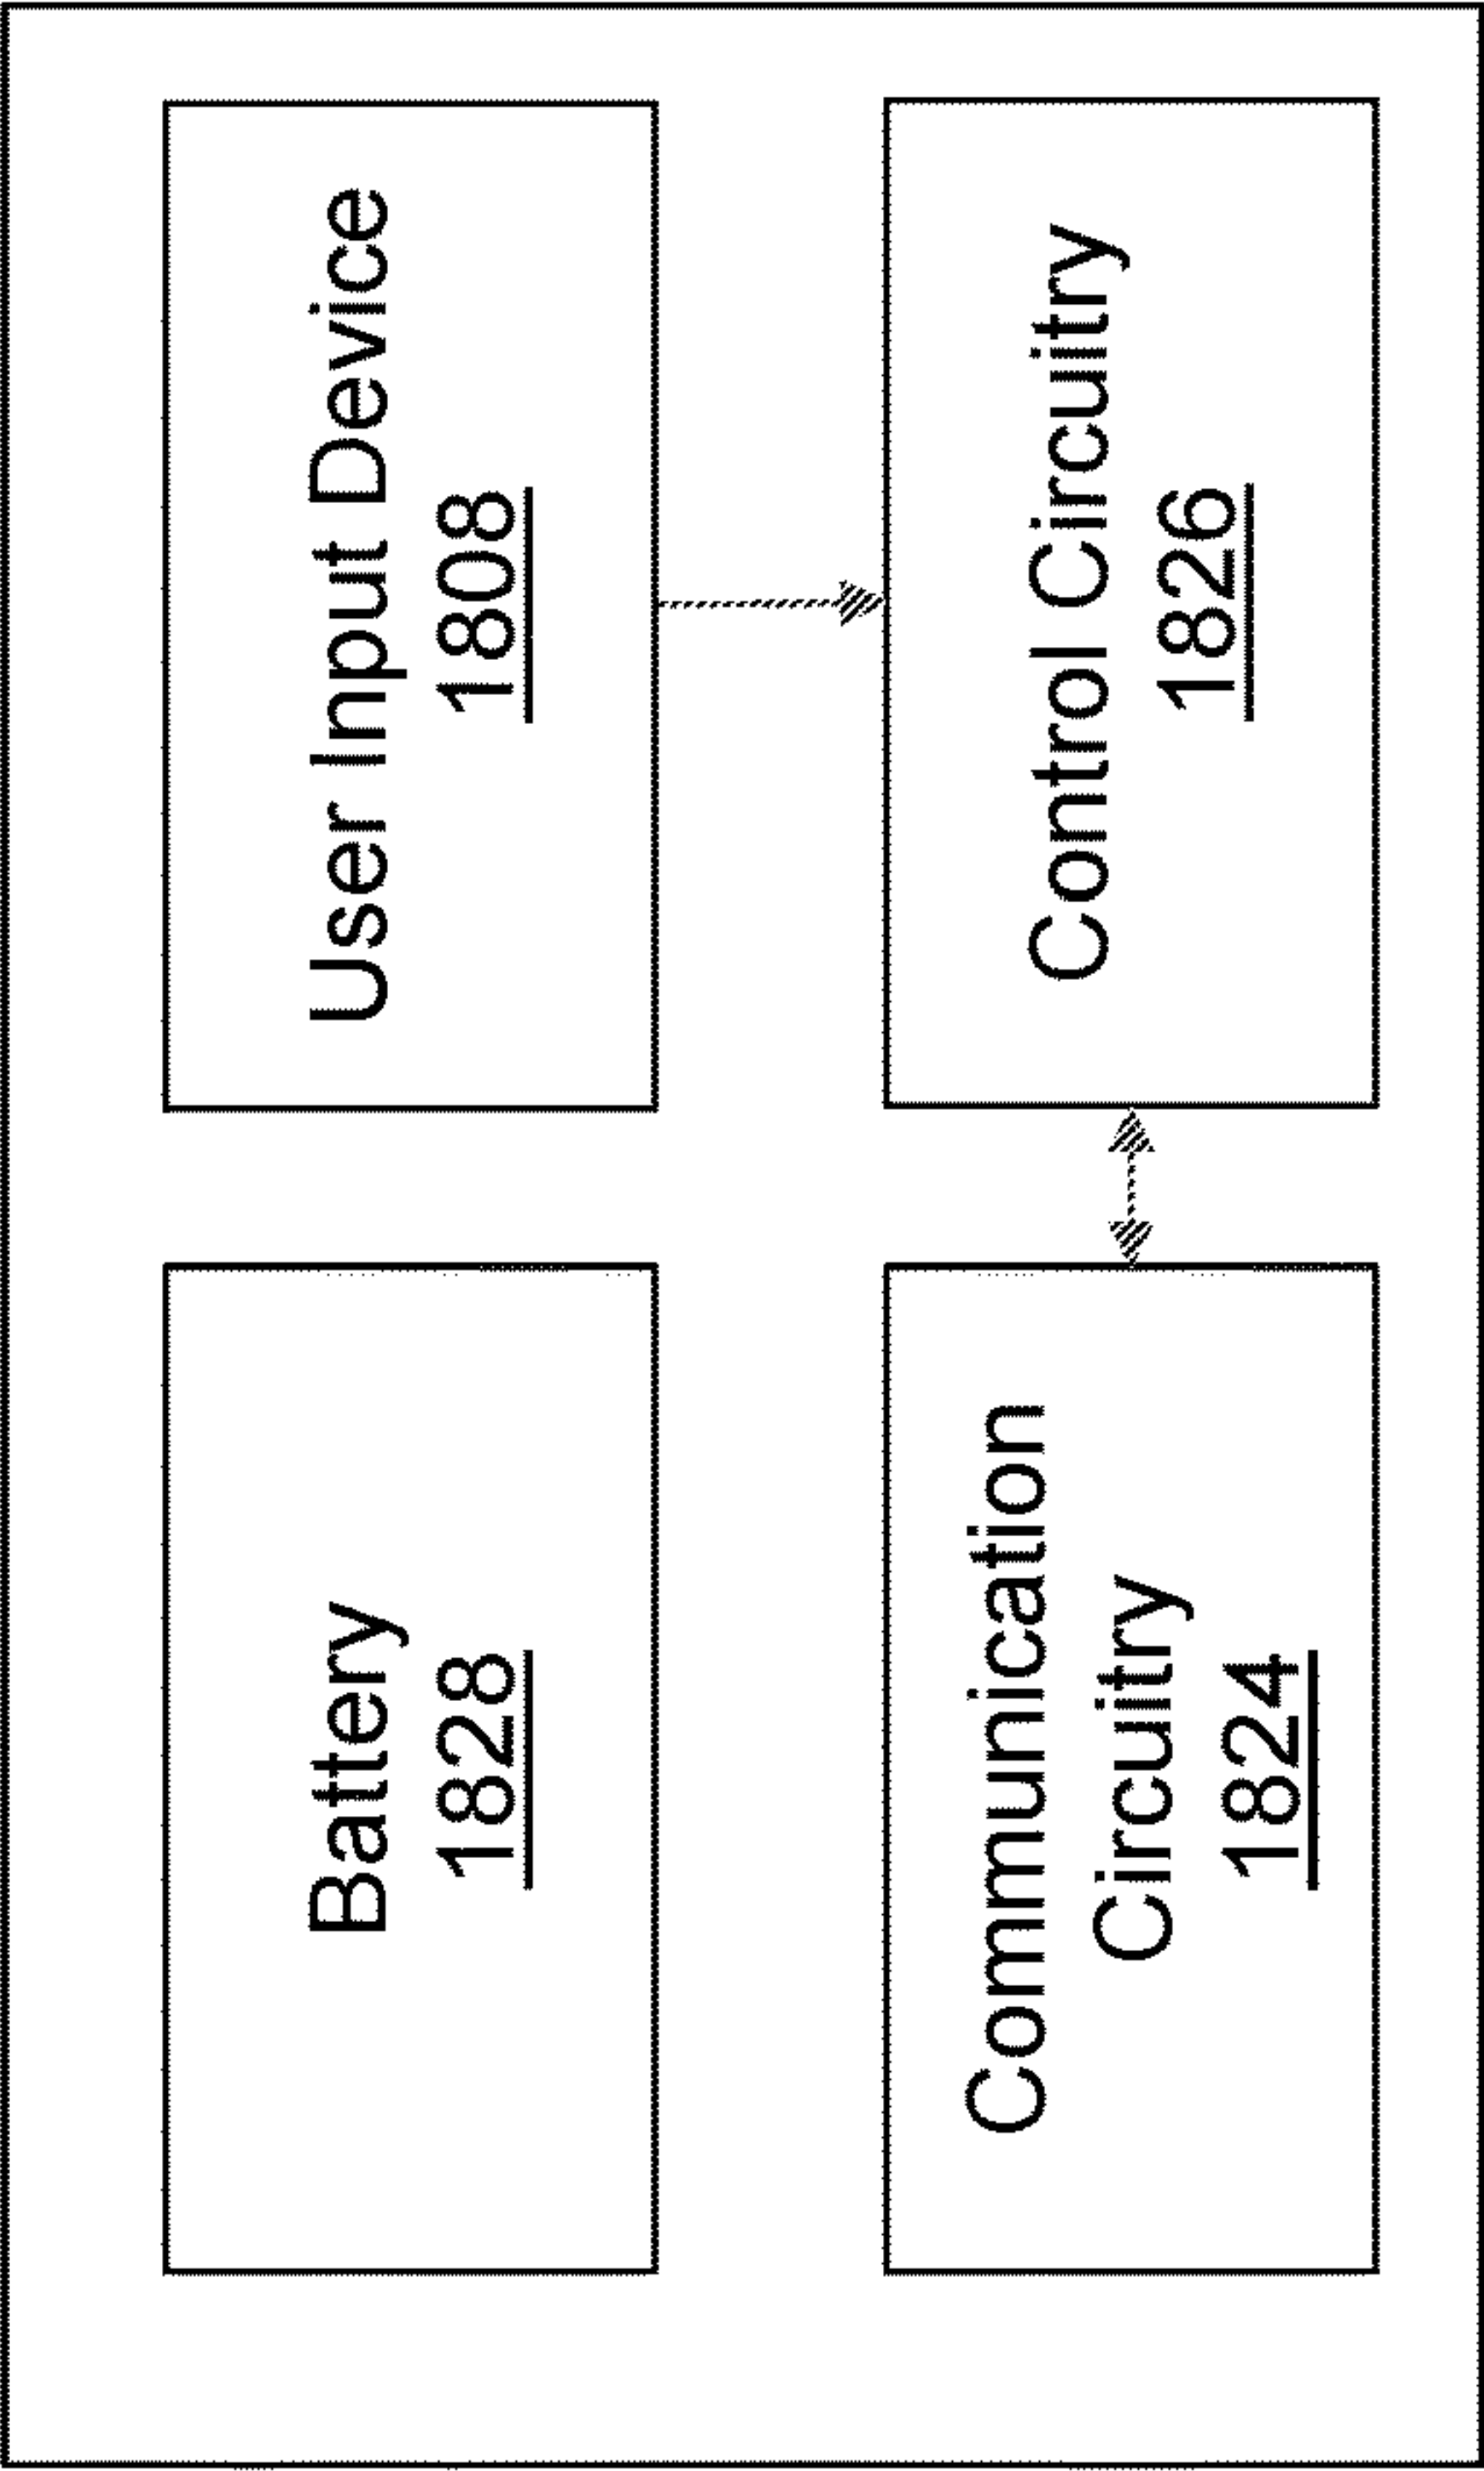 Battery
1828
User Input Device
1808
Communication
Circuitry
1824
Control Circuitry
1826